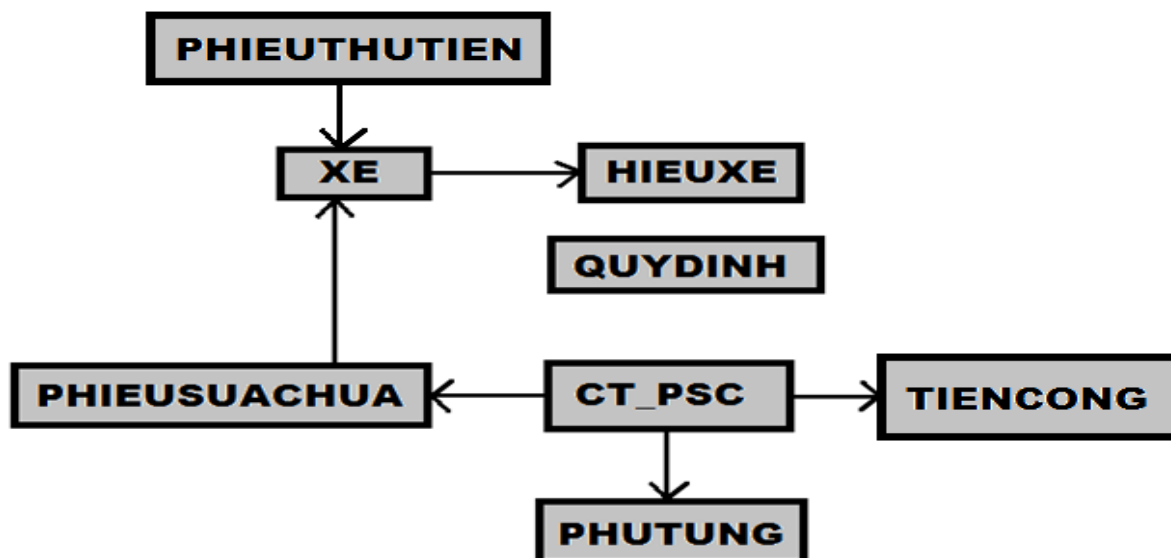 PHIEUTHUTIEN
XE
HIEUXE
QUYDINH
PHIEUSUACHUA
CT_PSC
TIENCONG
PHUTUNG